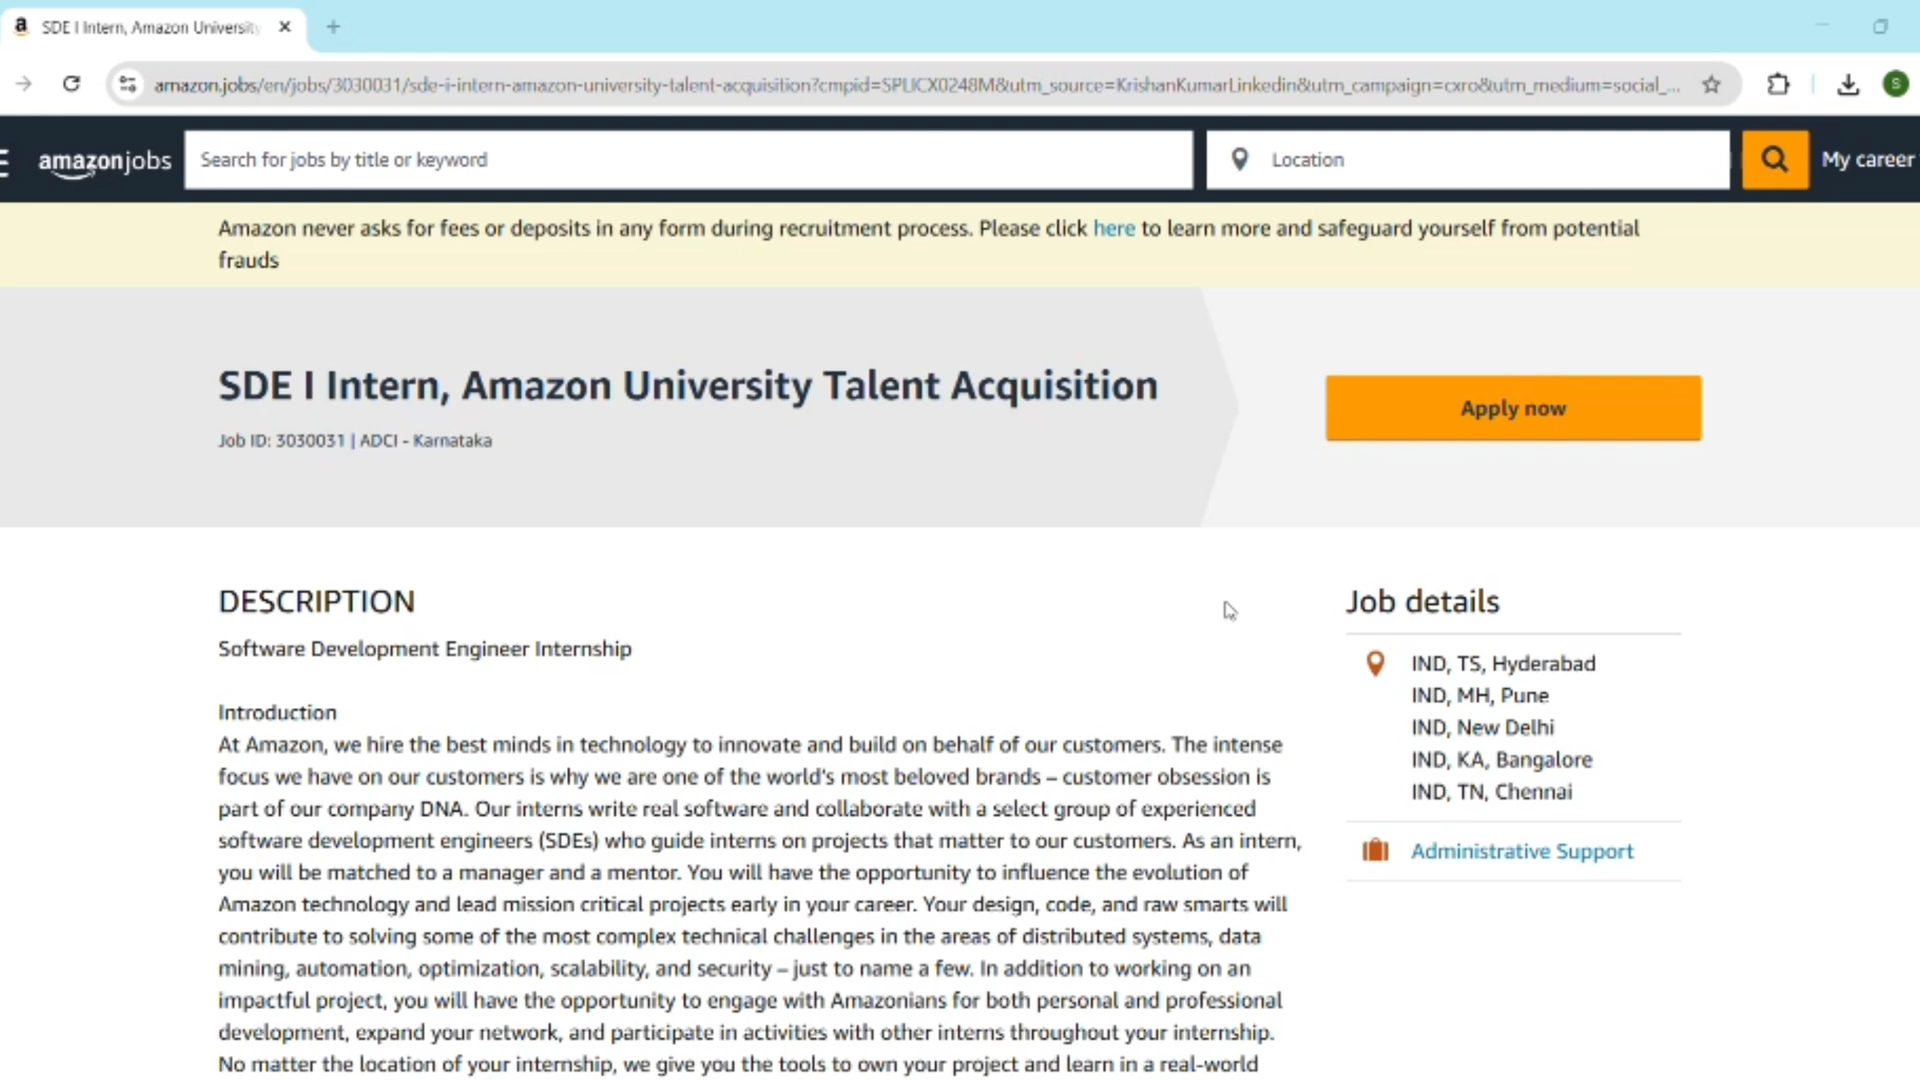 SDE I Intern, Amazon University
amazon.jobs/en/jobs/3030031/sde-i-intern-amazon-university-talent-acquisition?cmpid=SPLICX0248M&utm_source=KrishanKumarLinkedin&utm_campaign=cxro&utm_medium=social_...
S
amazonjobs
Search for jobs by title or keyword
Location
My career
Amazon never asks for fees or deposits in any form during recruitment process. Please click here to learn more and safeguard yourself from potential
frauds
SDE I Intern, Amazon University Talent Acquisition
Job ID: 3030031 | ADCI - Karnataka
Apply now
DESCRIPTION
Software Development Engineer Internship
Introduction
At Amazon, we hire the best minds in technology to innovate and build on behalf of our customers. The intense
focus we have on our customers is why we are one of the world's most beloved brands – customer obsession is
part of our company DNA. Our interns write real software and collaborate with a select group of experienced
software development engineers (SDEs) who guide interns on projects that matter to our customers. As an intern,
you will be matched to a manager and a mentor. You will have the opportunity to influence the evolution of
Amazon technology and lead mission critical projects early in your career. Your design, code, and raw smarts will
contribute to solving some of the most complex technical challenges in the areas of distributed systems, data
mining, automation, optimization, scalability, and security – just to name a few. In addition to working on an
impactful project, you will have the opportunity to engage with Amazonians for both personal and professional
development, expand your network, and participate in activities with other interns throughout your internship.
No matter the location of your internship, we give you the tools to own your project and learn in a real-world
Job details
IND, TS, Hyderabad
IND, MH, Pune
IND, New Delhi
IND, KA, Bangalore
IND, TN, Chennai
Administrative Support